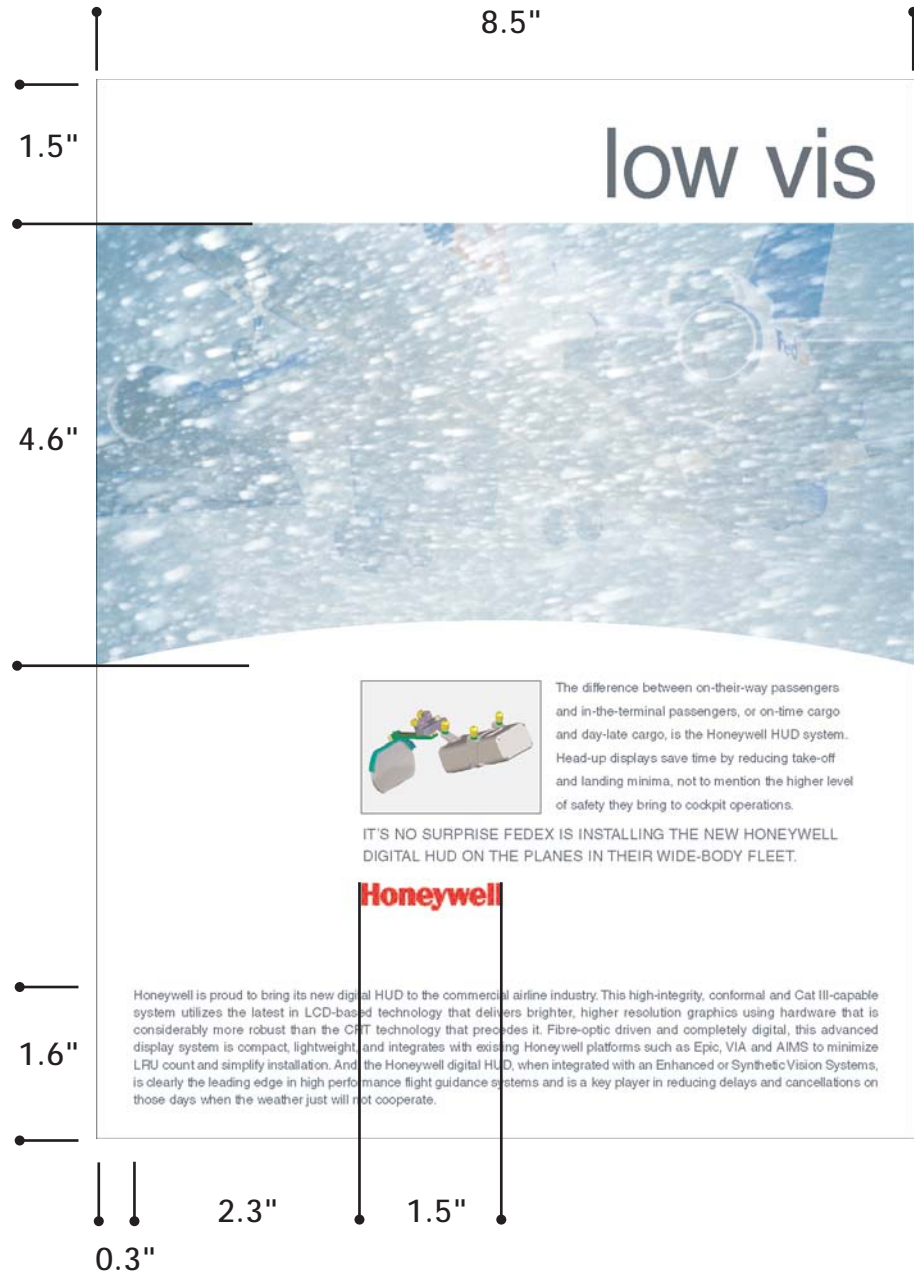 8.5"
1.5"
low vis
Fed
4.6"
The difference between on-their-way passengers
and in-the-terminal passengers, or on-time cargo
and day-late cargo, is the Honeywell HUD system.
Head-up displays save time by reducing take-off
and landing minima, not to mention the higher level
of safety they bring to cockpit operations.
IT'S NO SURPRISE FEDEX IS INSTALLING THE NEW HONEYWELL
DIGITAL HUD ON THE PLANES IN THEIR WIDE-BODY FLEET.
Honeywell
Honeywell is proud to bring its new digital HUD to the commercial airline industry. This high-integrity, conformal and Cat III-capable
system utilizes the latest in LCD-based technology that delivers brighter, higher resolution graphics using hardware that is
considerably more robust than the CRT technology that precedes it. Fibre-optic driven and completely digital, this advanced
display system is compact, lightweight, and integrates with existing Honeywell platforms such as Epic, VIA and AIMS to minimize
LRU count and simplify installation. And, the Honeywell digital HUD, when integrated with an Enhanced or Synthetic Vision Systems,
is clearly the leading edge in high performance flight guidance systems and is a key player in reducing delays and cancellations on
those days when the weather just will not cooperate.
1.6"
2.3"
1.5"
0.3"